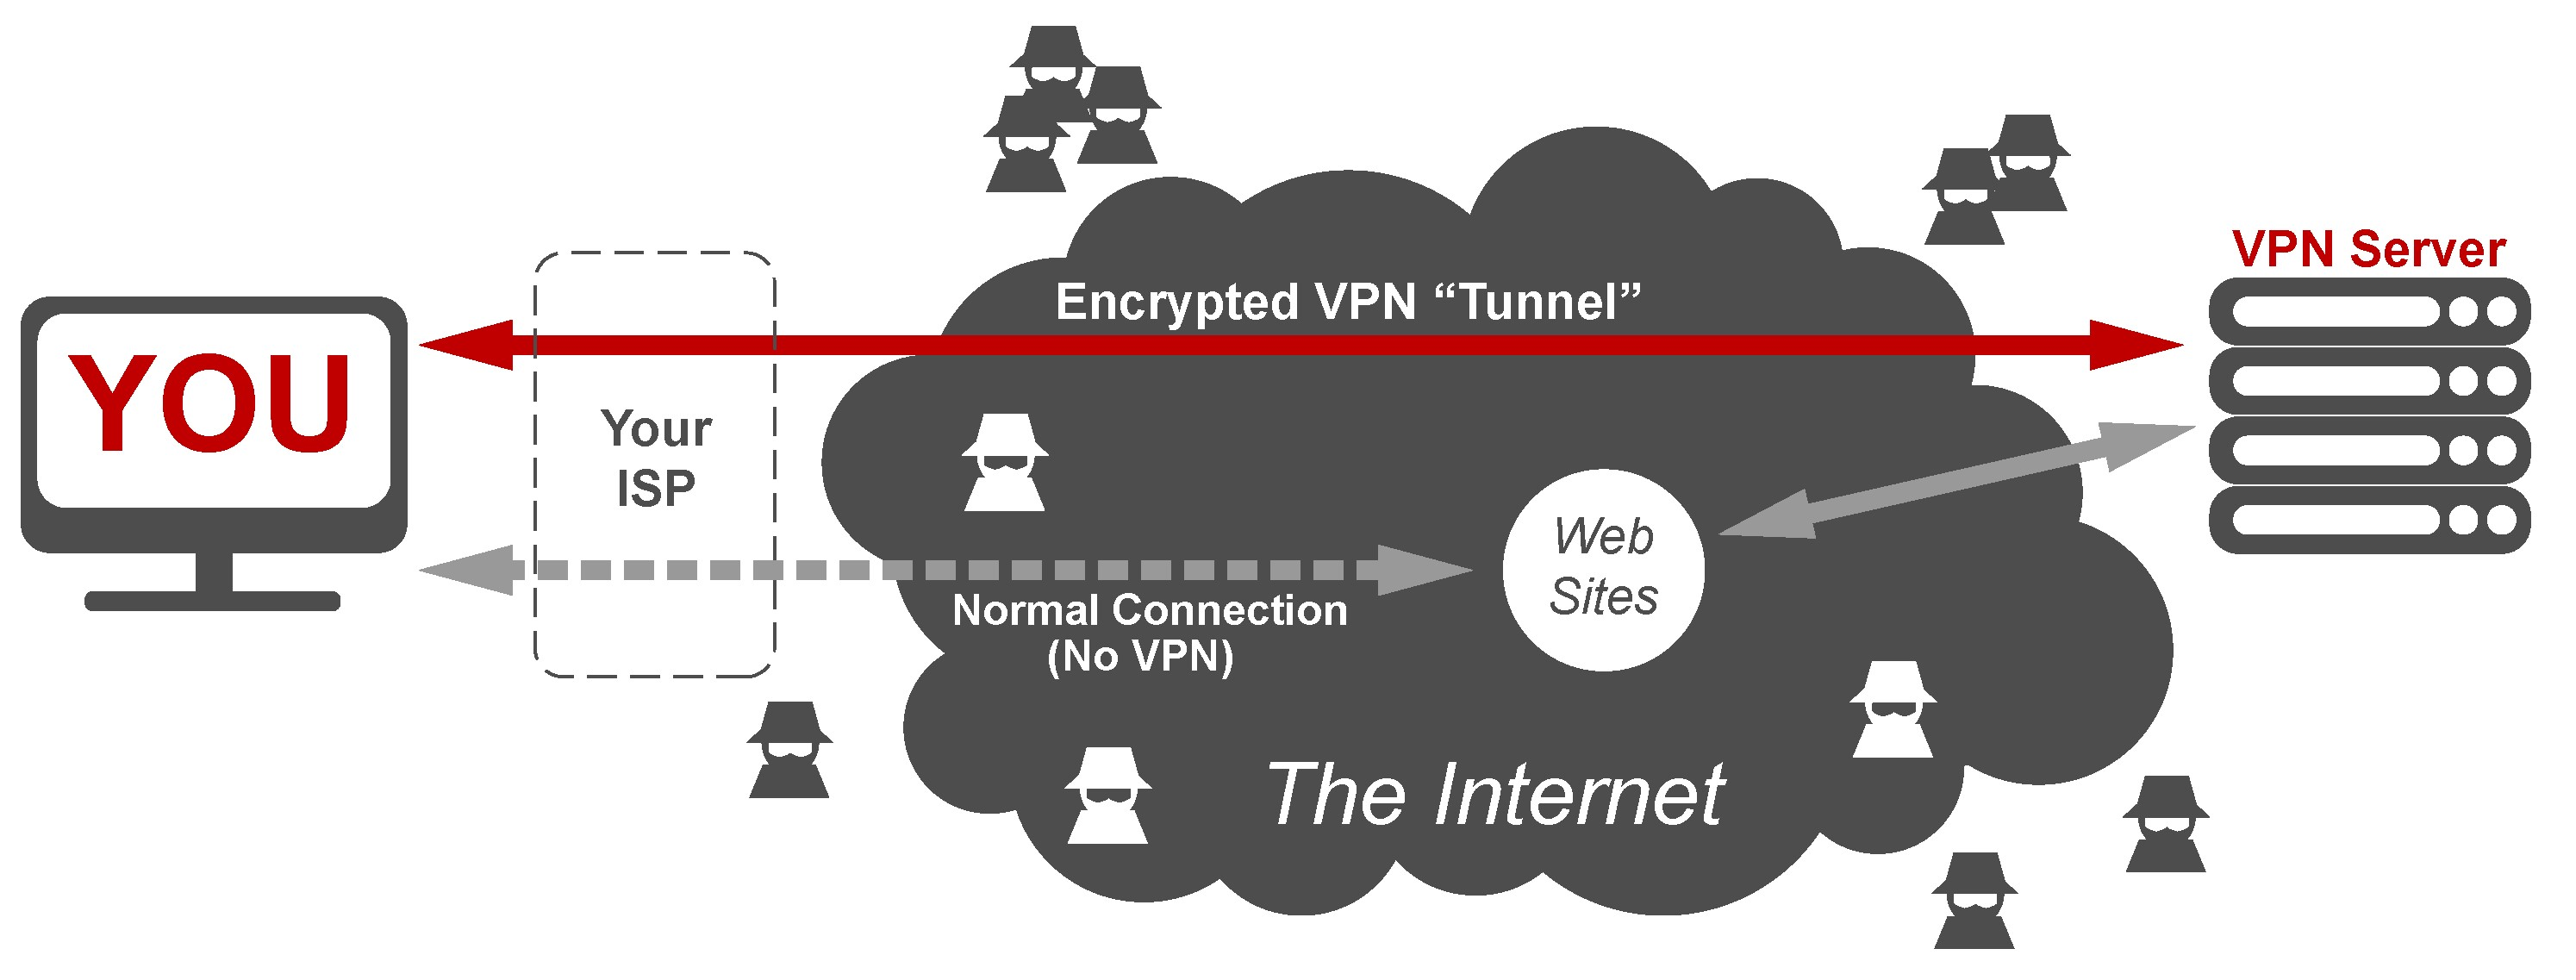 VPN Server
Encrypted VPN “Tunnel”
YOU
Your
ISP
Web
Sites
Normal Connection
(No VPN)
The Internet